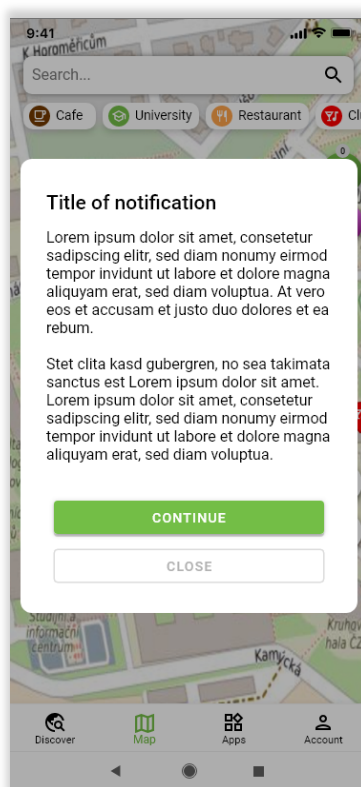 9:41
K Horoměřicům
Search...
Cafe
University
Restaurant
0
Title of notification
Lorem ipsum dolor sit amet, consetetur
sadipscing elitr, sed diam nonumy eirmod
tempor invidunt ut labore et dolore magna
aliquyam erat, sed diam voluptua. At vero
eos et accusam et justo duo dolores et ea
rebum.
Stet clita kasd gubergren, no sea takimata
sanctus est Lorem ipsum dolor sit amet.
Lorem ipsum dolor sit amet, consetetur
sadipscing elitr, sed diam nonumy eirmod
tempor invidunt ut labore et dolore magna
aliquyam erat, sed diam voluptua.
CONTINUE
CLOSE
Studijní a
informační
centrum
Kruhov
hala ČZ
Kamýcká
Discover
Map
Apps
Account